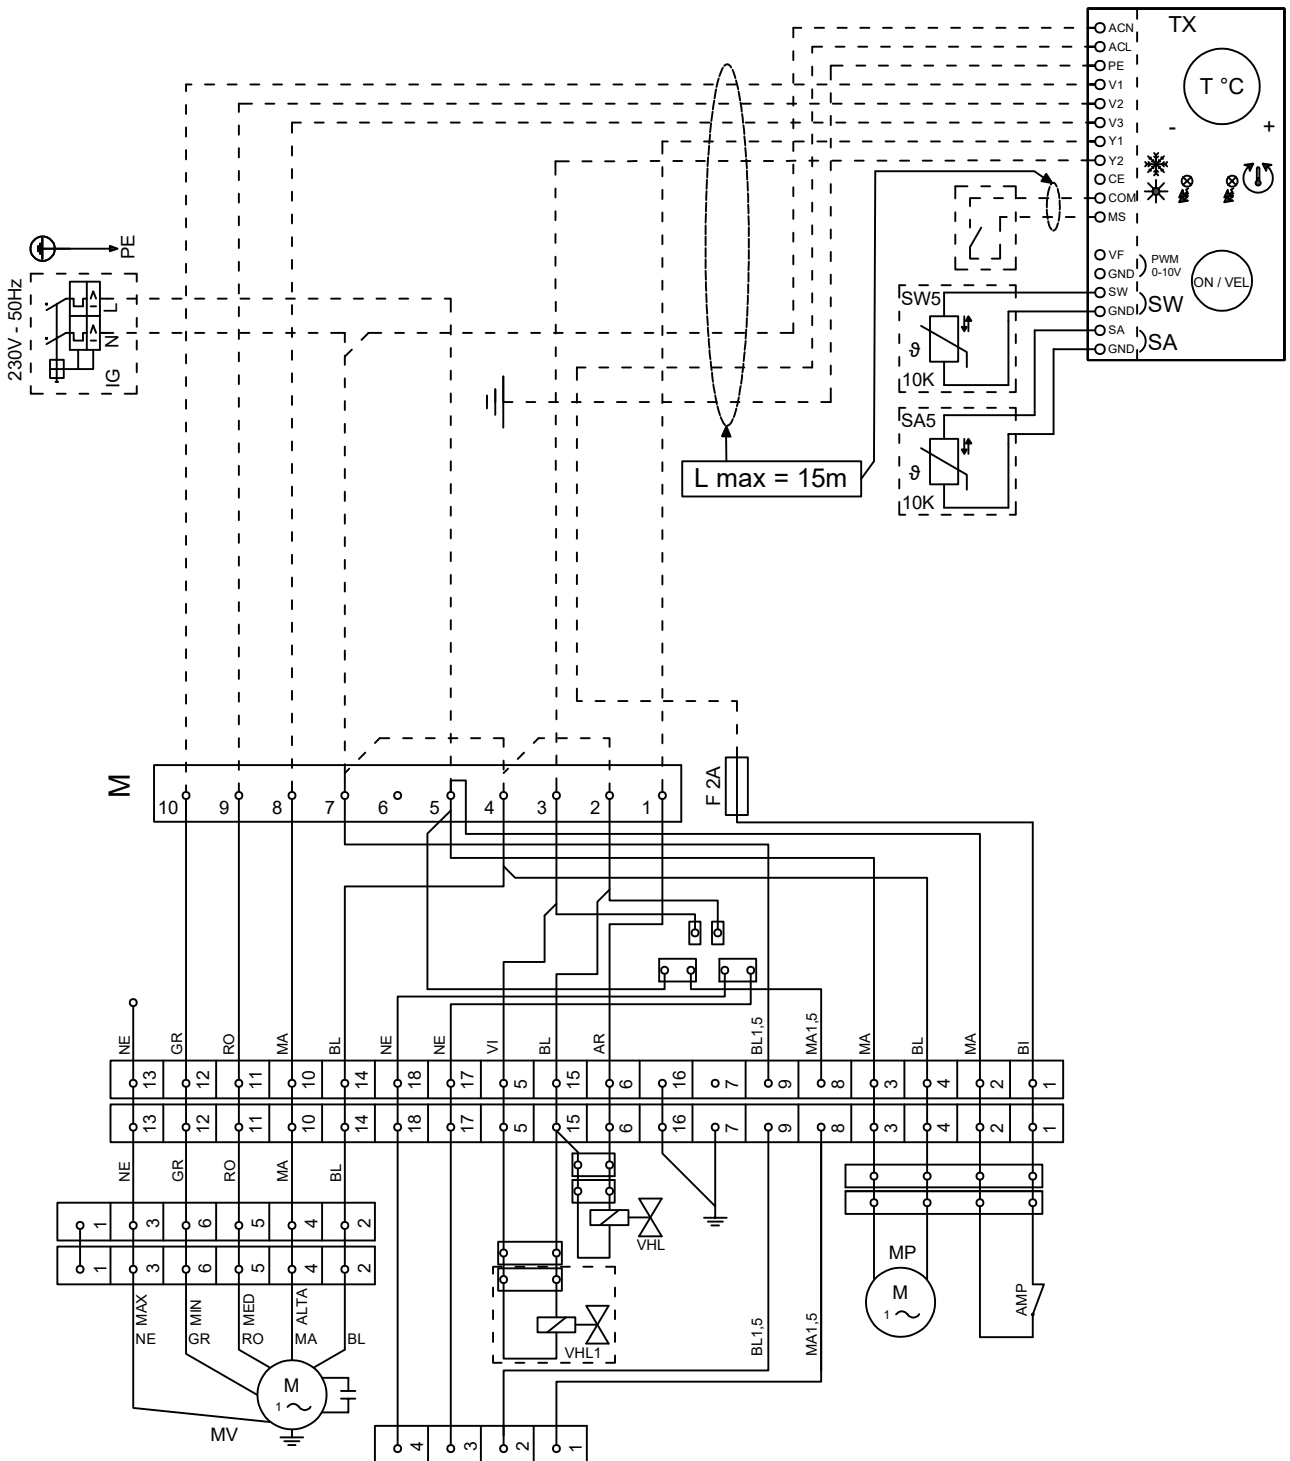 TX
ACN
ACL
PE
V1
T °C
V2
V3
- +
Y1
Y2
CE
COM
MS
VF
PWM
0-10V
GND
ON / VEL
SW
GND
SW
SA
GND
SA
PE
230V - 50Hz
L
N
IG
SW5
ϑ
10K
SA5
ϑ
10K
L max = 15m
M
10 9 8 7 6 5 4 3 2 1
F 2A
NE GR RO MA BL NE NE VI BL AR BL1,5 MA1,5 MA BL MA BI
13 12 11 10 14 18 17 5 15 6 16 7 9 8 3 4 2 1
13 12 11 10 14 18 17 5 15 6 16 7 9 8 3 4 2 1
NE GR RO MA BL
1 3 6 5 4 2
1 3 6 5 4 2
VHL
MP
M
1
AMP
MAX MIN MED ALTA
NE GR RO MA BL
VHL1
BL1,5 MA1,5
M
1
MV
4 3 2 1